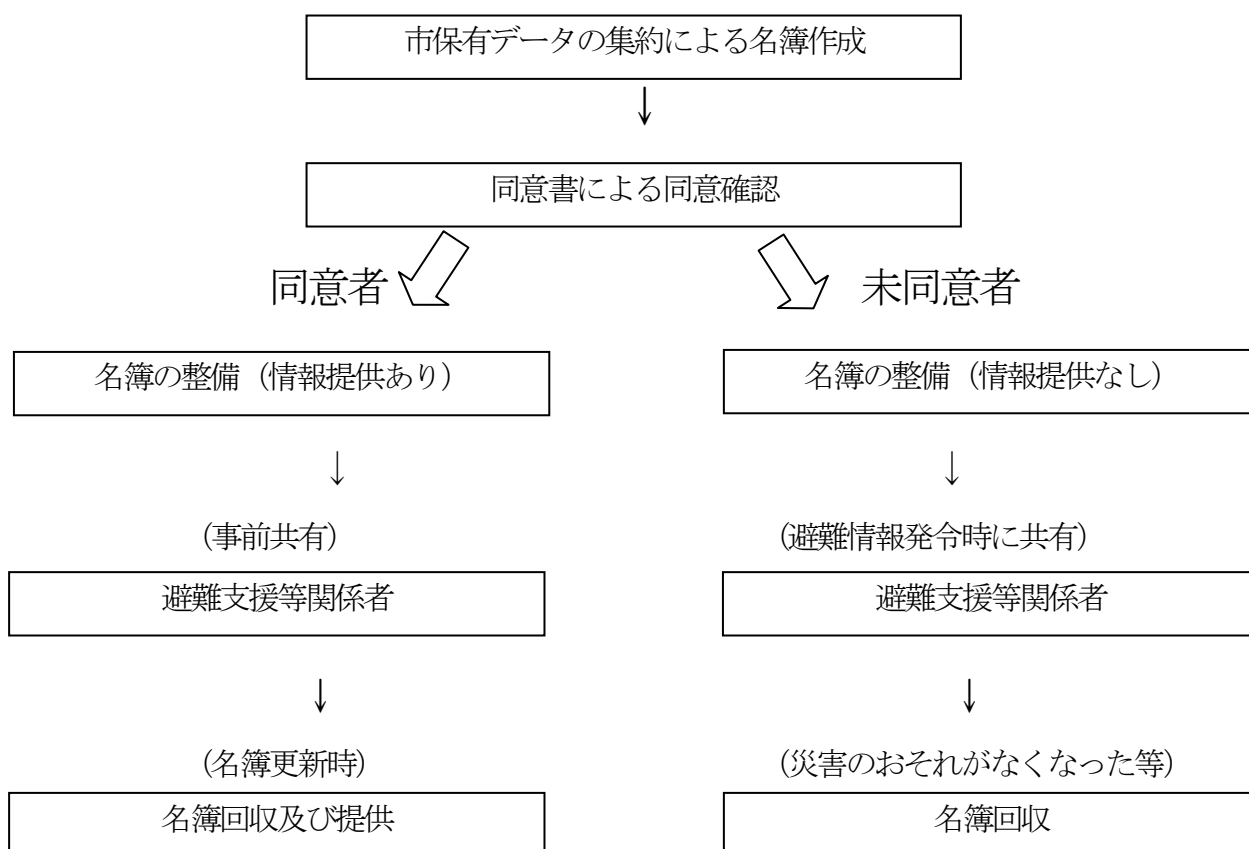 市保有データの集約による名簿作成
↓
同意書による同意確認
同意者
未同意者
名簿の整備（情報提供あり）
名簿の整備（情報提供なし）
↓
↓
（事前共有）
（避難情報発令時に共有）
避難支援等関係者
避難支援等関係者
↓
↓
（名簿更新時）
（災害のおそれがなくなった等）
名簿回収及び提供
名簿回収